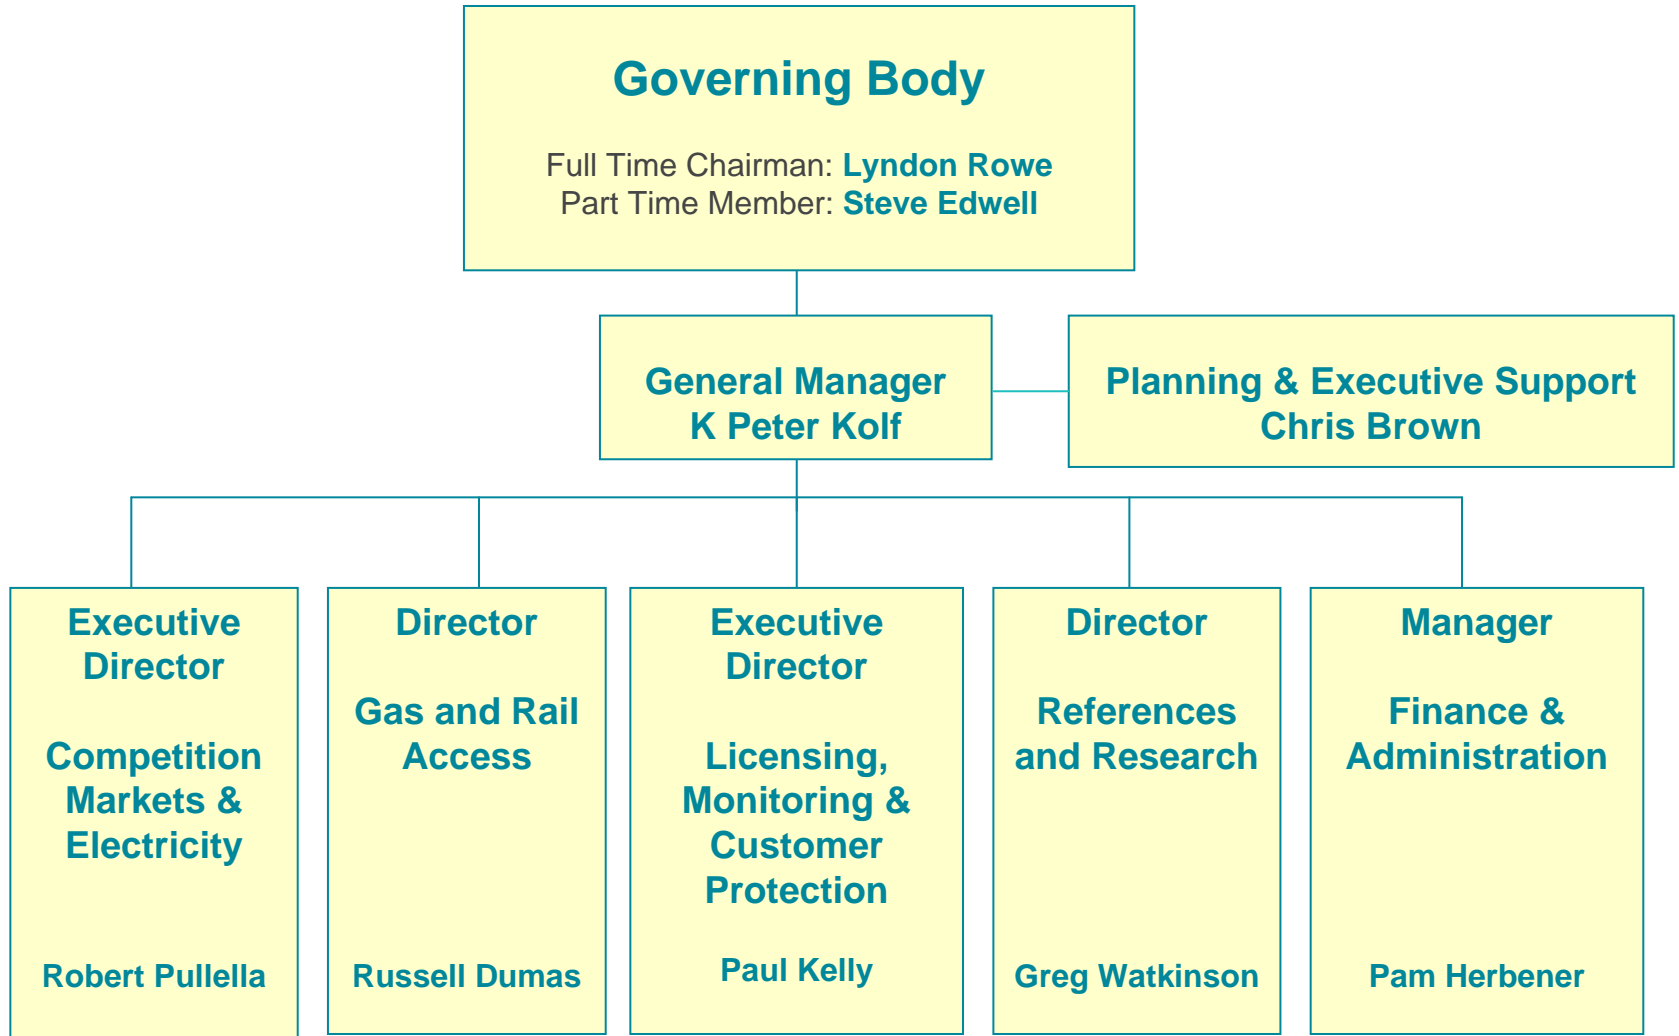 Governing Body
Full Time Chairman: Lyndon Rowe
Part Time Member: Steve Edwell
General Manager
K Peter Kolf
Planning & Executive Support
Chris Brown
Executive
Director
Competition
Markets &
Electricity
Robert Pullella
Director
Gas and Rail
Access
Russell Dumas
Executive
Director
Licensing,
Monitoring &
Customer
Protection
Paul Kelly
Director
References
and Research
Greg Watkinson
Manager
Finance &
Administration
Pam Herbener